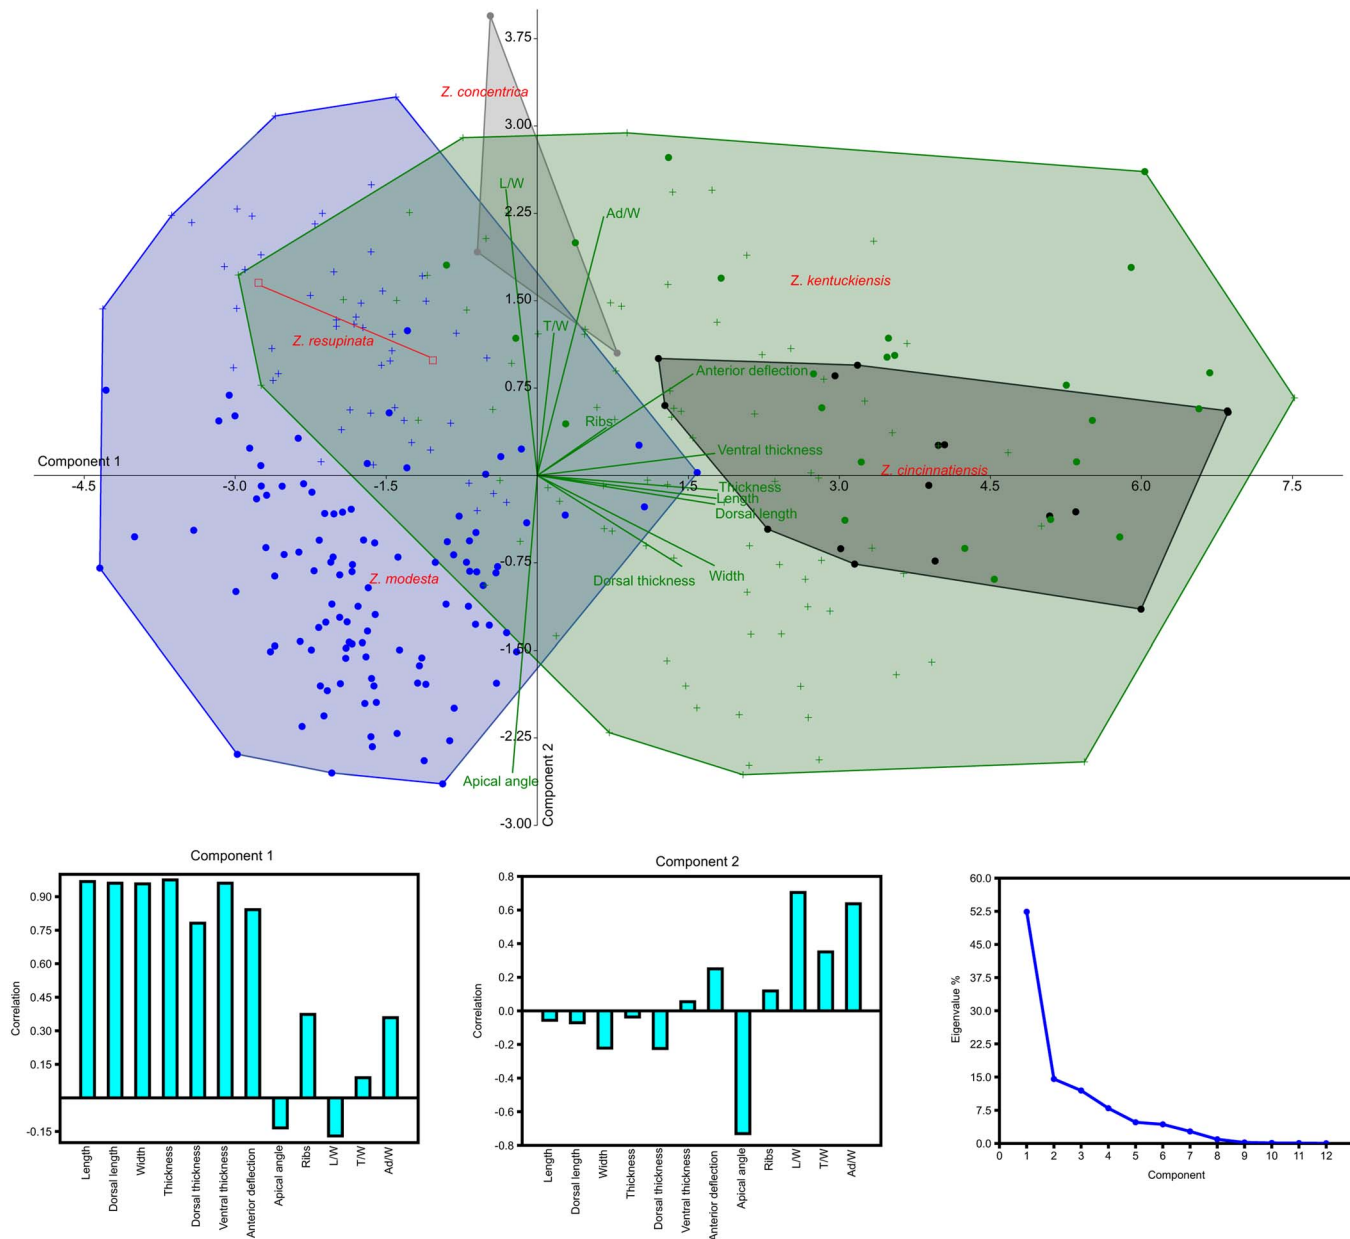 3.75
Z. concentrica
3.00
L/W
2.25
Ad/W
Z. kentuckiensis
1.50
T/W
Z. resupinata
0.75
Anterior deflection
Ribs
Ventral thickness
Component 1
Z. cincinnatiensis
-4.5
-3.0
-1.5
1.5
3.0
4.5
6.0
7.5
Thickness
Length
Dorsal length
-0.75
Width
Z. modesta
Dorsal thickness
-1.50
-2.25
Apical angle
Component 2
-3.00
Component 1
0.90
0.75
0.60
0.45
0.30
0.15
-0.15
Correlation
Length
Dorsal length
Width
Thickness
Dorsal thickness
Ventral thickness
Anterior deflection
Apical angle
Ribs
L/W
T/W
Ad/W
Component 2
0.8
0.6
0.4
0.2
0.0
-0.2
-0.4
-0.6
-0.8
Correlation
Length
Dorsal length
Width
Thickness
Dorsal thickness
Ventral thickness
Anterior deflection
Apical angle
Ribs
L/W
T/W
Ad/W
60.0
52.5
45.0
37.5
30.0
22.5
15.0
7.5
0.0
Eigenvalue %
0 1 2 3 4 5 6 7 8 9 10 11 12
Component